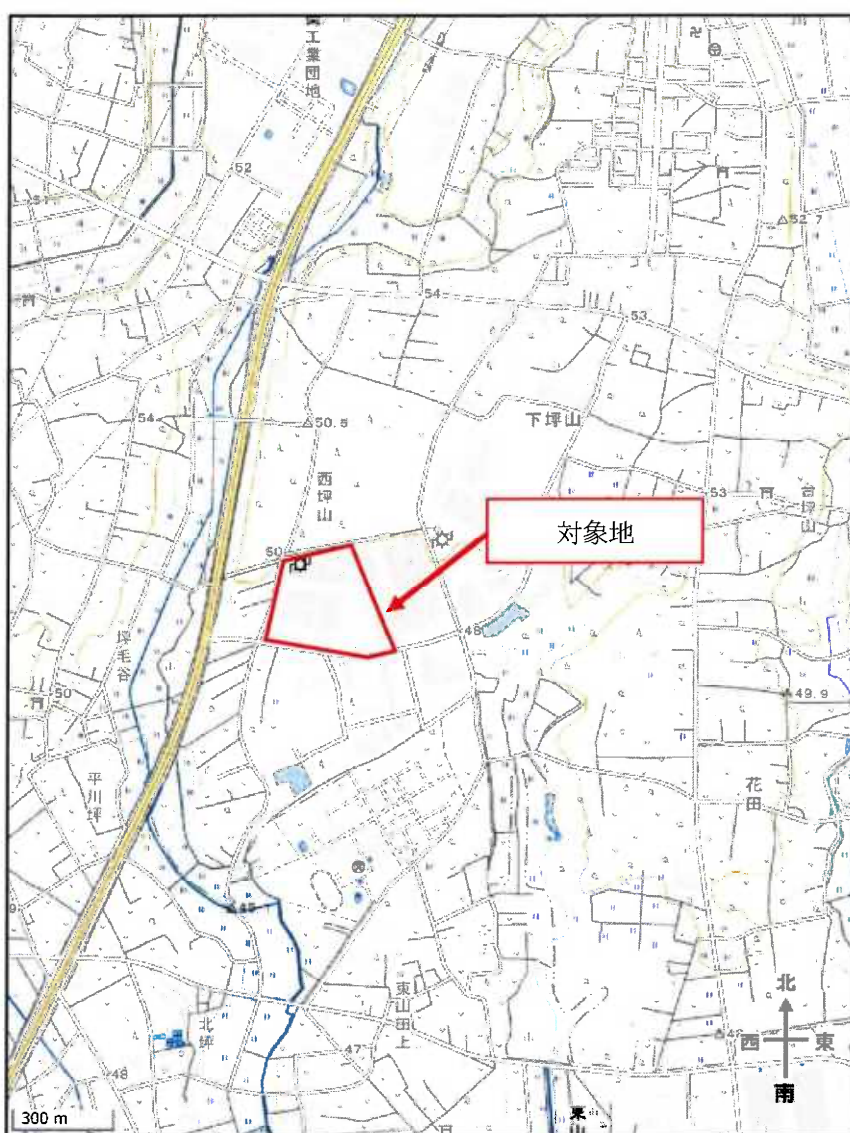 工業団地
52
52.7
54
53
54
50.5
下坪山
西坪山
53
台坪山
対象地
50
48
坪毛谷
50
49.9
平川坪
花田
45
東山田上
北坪
47
48
北
西 東
南
300 m